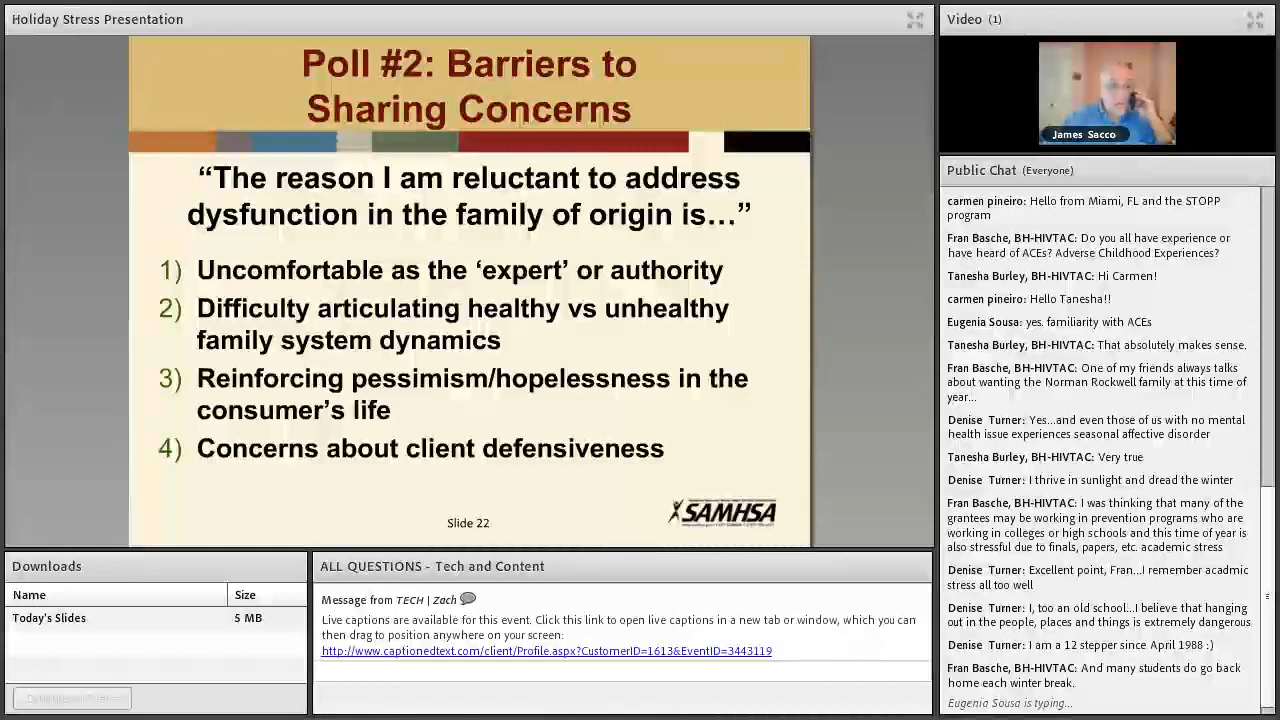 Holiday Stress Presentation
Poll #2: Barriers to
Sharing Concerns
“The reason I am reluctant to address
dysfunction in the family of origin is...”
1) Uncomfortable as the ‘expert’ or authority
2) Difficulty articulating healthy vs unhealthy
family system dynamics
3) Reinforcing pessimism/hopelessness in the
consumer’s life
4) Concerns about client defensiveness
Slide 22
SAMHSA
Video (1)
James Sacco
Public Chat (Everyone)
carmen pineiro: Hello from Miami, FL and the STOPP
program
Fran Basche, BH-HIVTAC: Do you all have experience or
have heard of ACEs? Adverse Childhood Experiences?
Tanesha Burley, BH-HIVTAC: Hi Carmen!
carmen pineiro: Hello Tanesha!!
Eugenia Sousa: yes. familiarity with ACEs
Tanesha Burley, BH-HIVTAC: That absolutely makes sense.
Fran Basche, BH-HIVTAC: One of my friends always talks
about wanting the Norman Rockwell family at this time of
year...
Denise Turner: Yes...and even those of us with no mental
health issue experiences seasonal affective disorder
Tanesha Burley, BH-HIVTAC: Very true
Denise Turner: I thrive in sunlight and dread the winter
Fran Basche, BH-HIVTAC: I was thinking that many of the
grantees may be working in prevention programs who are
working in colleges or high schools and this time of year is
also stressful due to finals, papers, etc. academic stress
Denise Turner: Excellent point, Fran...I remember acadmic
stress all too well
Denise Turner: I, too an old school...I believe that hanging
out in the people, places and things is extremely dangerous
Denise Turner: I am a 12 stepper since April 1988 :)
Fran Basche, BH-HIVTAC: And many students do go back
home each winter break.
Eugenia Sousa is typing...
Downloads
Name Size
Today's Slides 5 MB
ALL QUESTIONS - Tech and Content
Message from TECH | Zach
Live captions are available for this event. Click this link to open live captions in a new tab or window, which you can
then drag to position anywhere on your screen:
http://www.captionedtext.com/client/Profile.aspx?CustomerID=1613&EventID=3443119